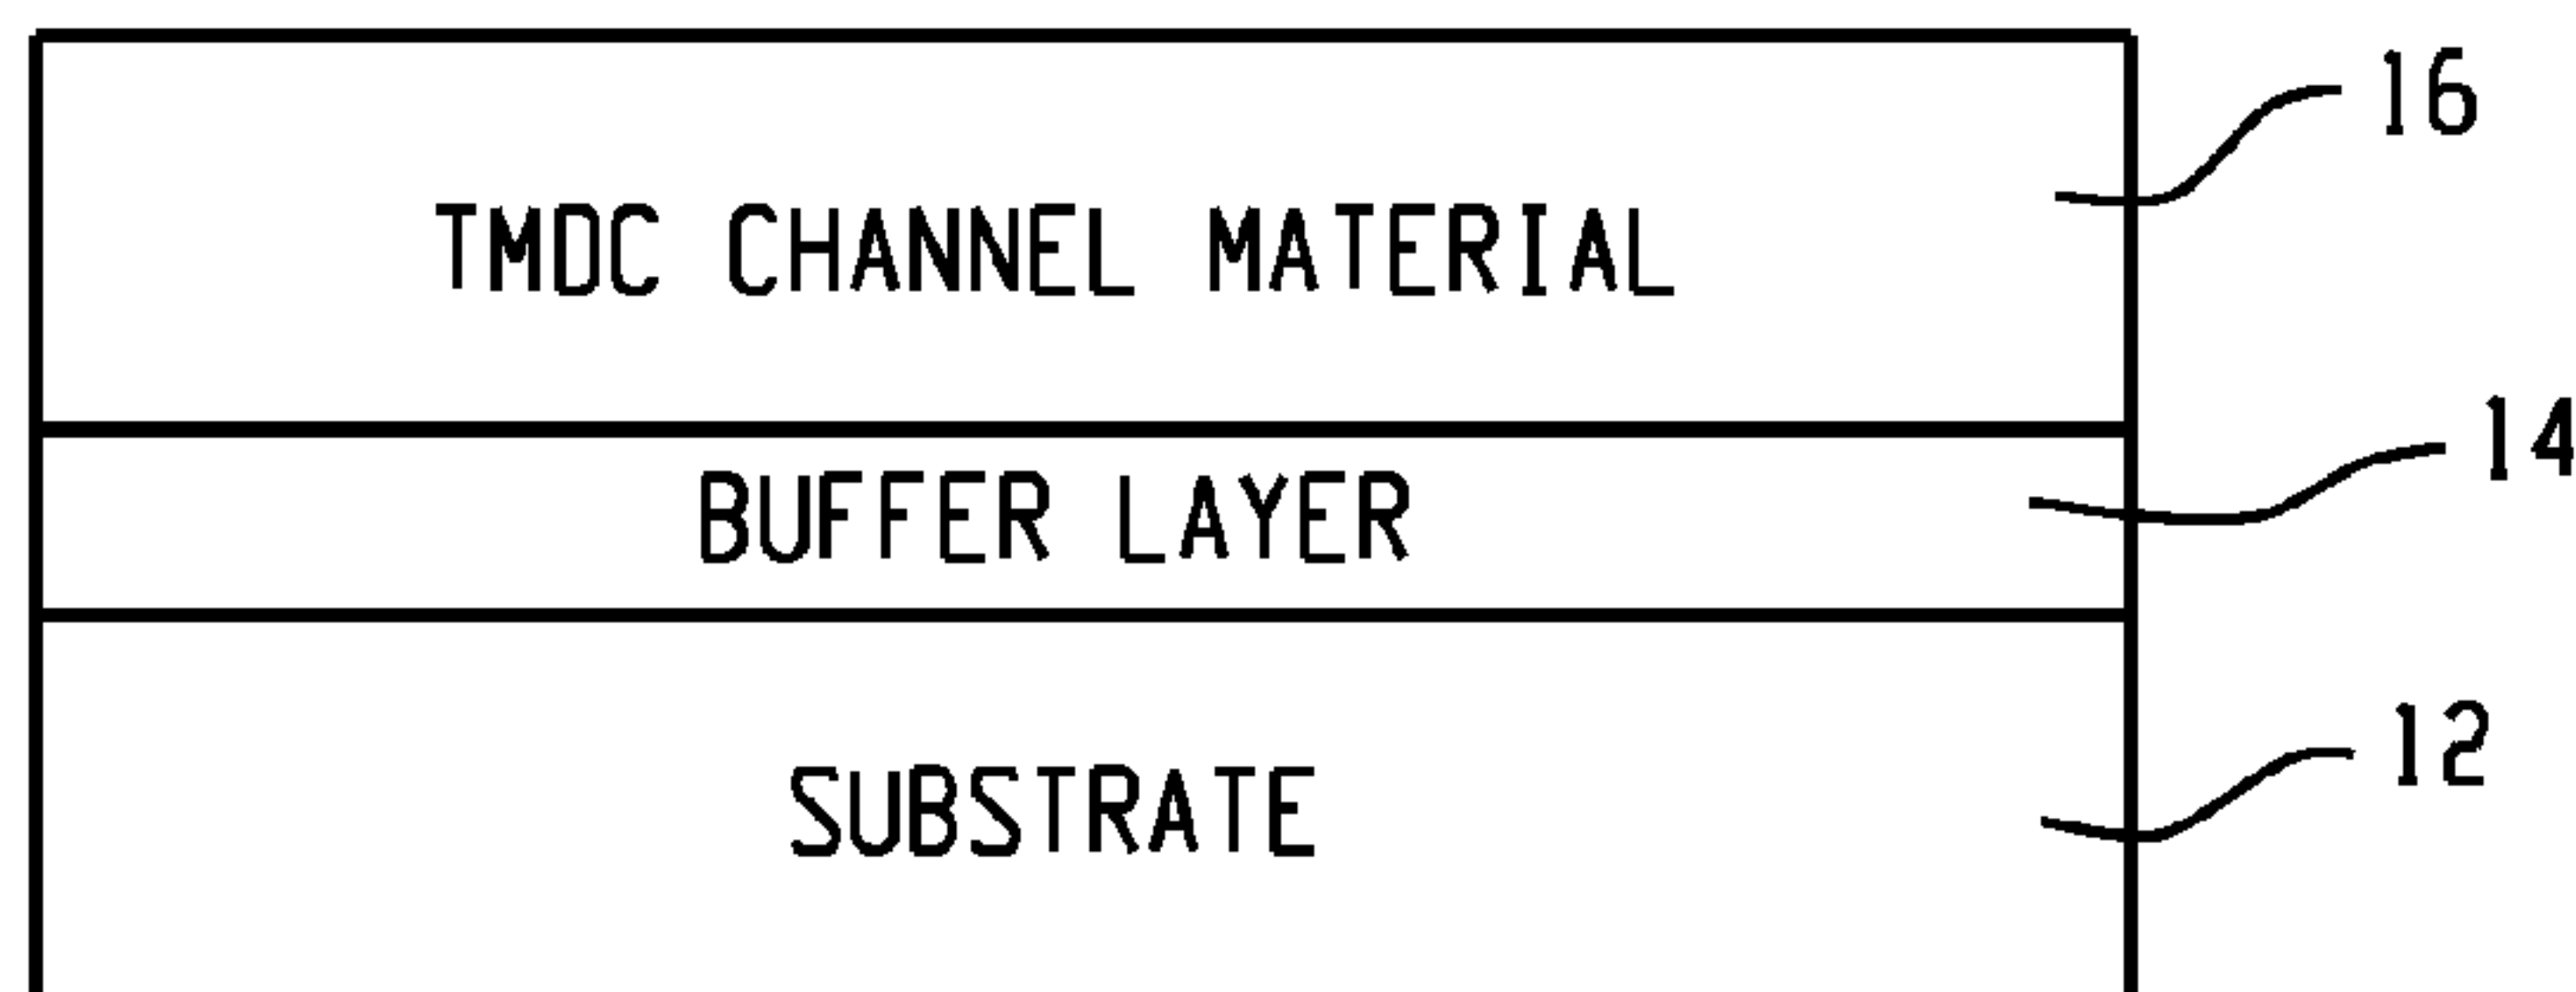 16
TMDC CHANNEL MATERIAL
14
BUFFER LAYER
12
SUBSTRATE